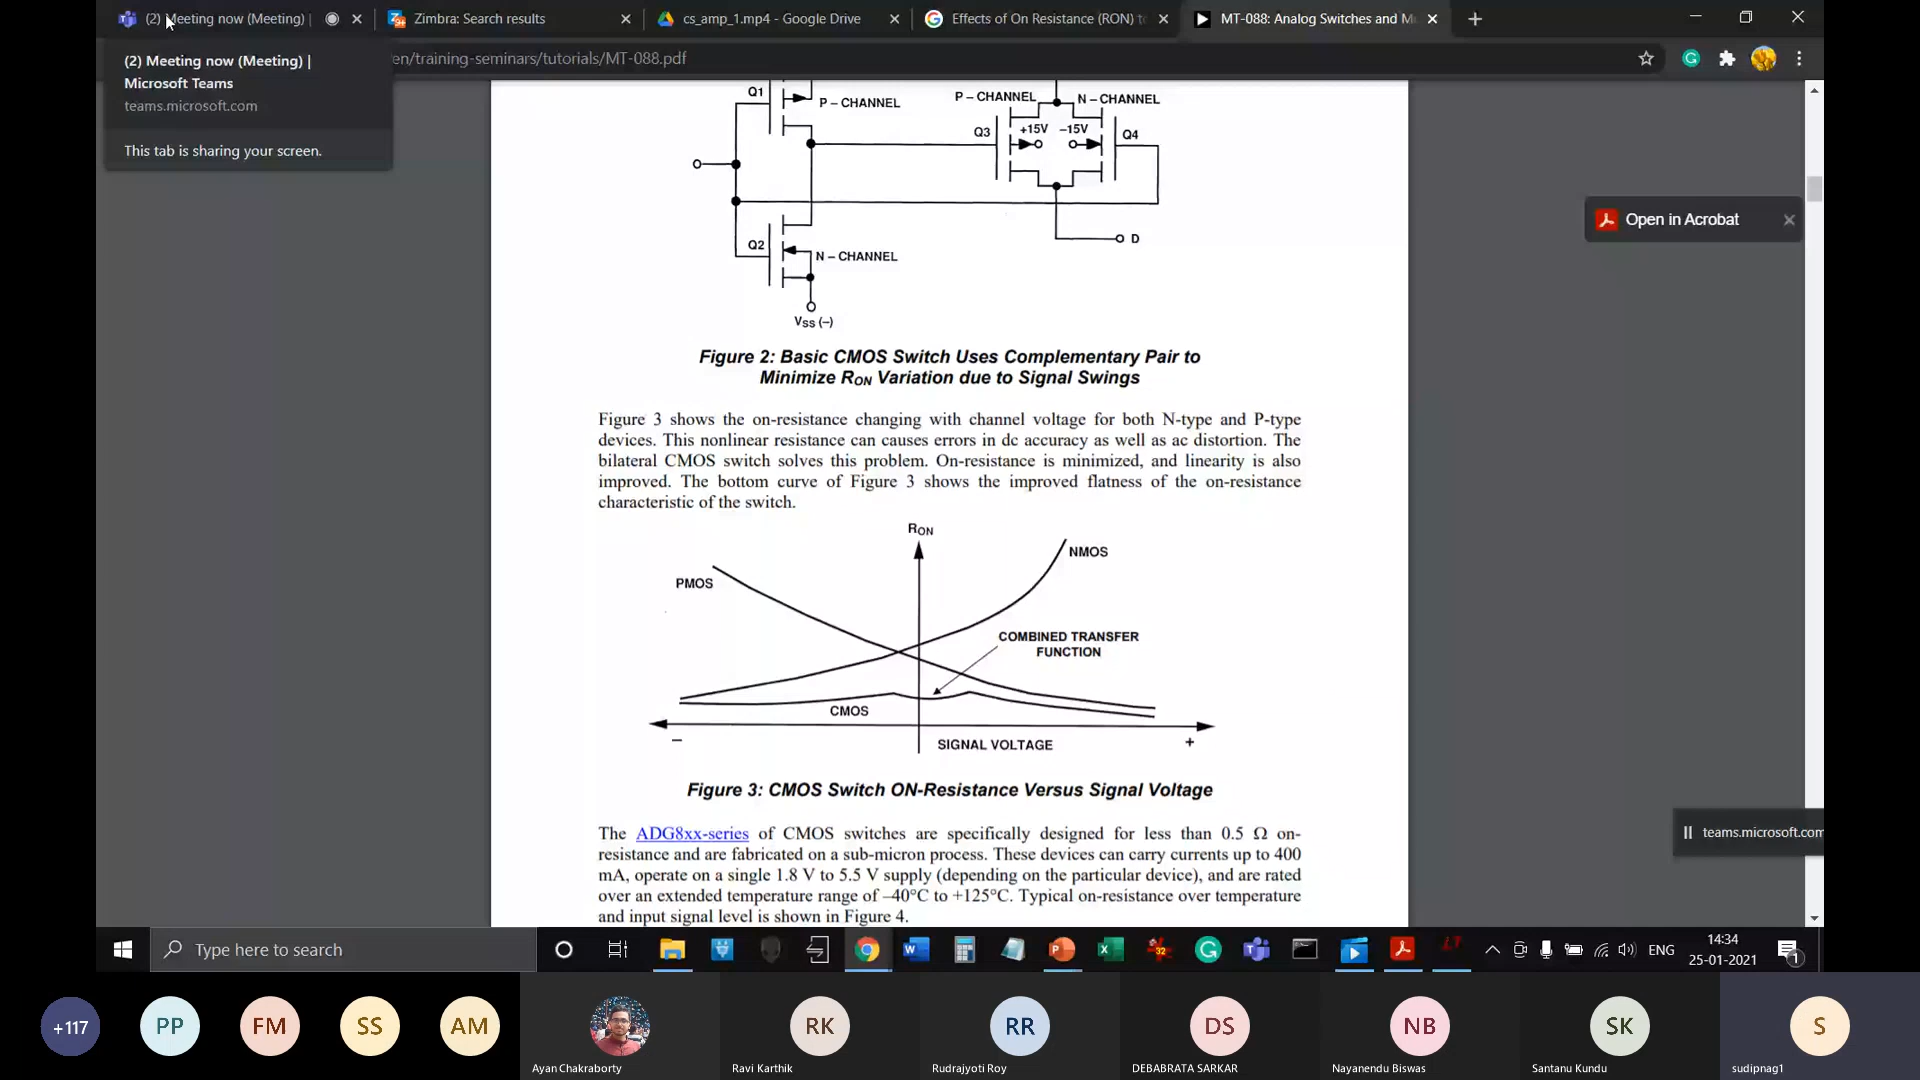 (2) Meeting now (Meeting) |
Zimbra: Search results
cs_amp_1.mp4 - Google Drive
Effects of On Resistance (RON) to
MT-088: Analog Switches and Mu
en/training-seminars/tutorials/MT-088.pdf
(2) Meeting now (Meeting) |
Microsoft Teams
teams.microsoft.com
This tab is sharing your screen.
Open in Acrobat
Q1
P – CHANNEL
P – CHANNEL
N – CHANNEL
Q3
+15V
–15V
Q4
Q2
N – CHANNEL
D
VSS (–)
Figure 2: Basic CMOS Switch Uses Complementary Pair to
Minimize RON Variation due to Signal Swings
Figure 3 shows the on-resistance changing with channel voltage for both N-type and P-type
devices. This nonlinear resistance can causes errors in dc accuracy as well as ac distortion. The
bilateral CMOS switch solves this problem. On-resistance is minimized, and linearity is also
improved. The bottom curve of Figure 3 shows the improved flatness of the on-resistance
characteristic of the switch.
RON
NMOS
PMOS
COMBINED TRANSFER
FUNCTION
CMOS
–
SIGNAL VOLTAGE
+
Figure 3: CMOS Switch ON-Resistance Versus Signal Voltage
The ADG8xx-series of CMOS switches are specifically designed for less than 0.5 Ω on-
resistance and are fabricated on a sub-micron process. These devices can carry currents up to 400
mA, operate on a single 1.8 V to 5.5 V supply (depending on the particular device), and are rated
over an extended temperature range of –40°C to +125°C. Typical on-resistance over temperature
and input signal level is shown in Figure 4.
teams.microsoft.com
Type here to search
ENG
14:34
25-01-2021
1
+117
PP
FM
SS
AM
RK
RR
DS
NB
SK
S
Ayan Chakraborty
Ravi Karthik
Rudrajyoti Roy
DEBABRATA SARKAR
Nayanendu Biswas
Santanu Kundu
sudipnag1